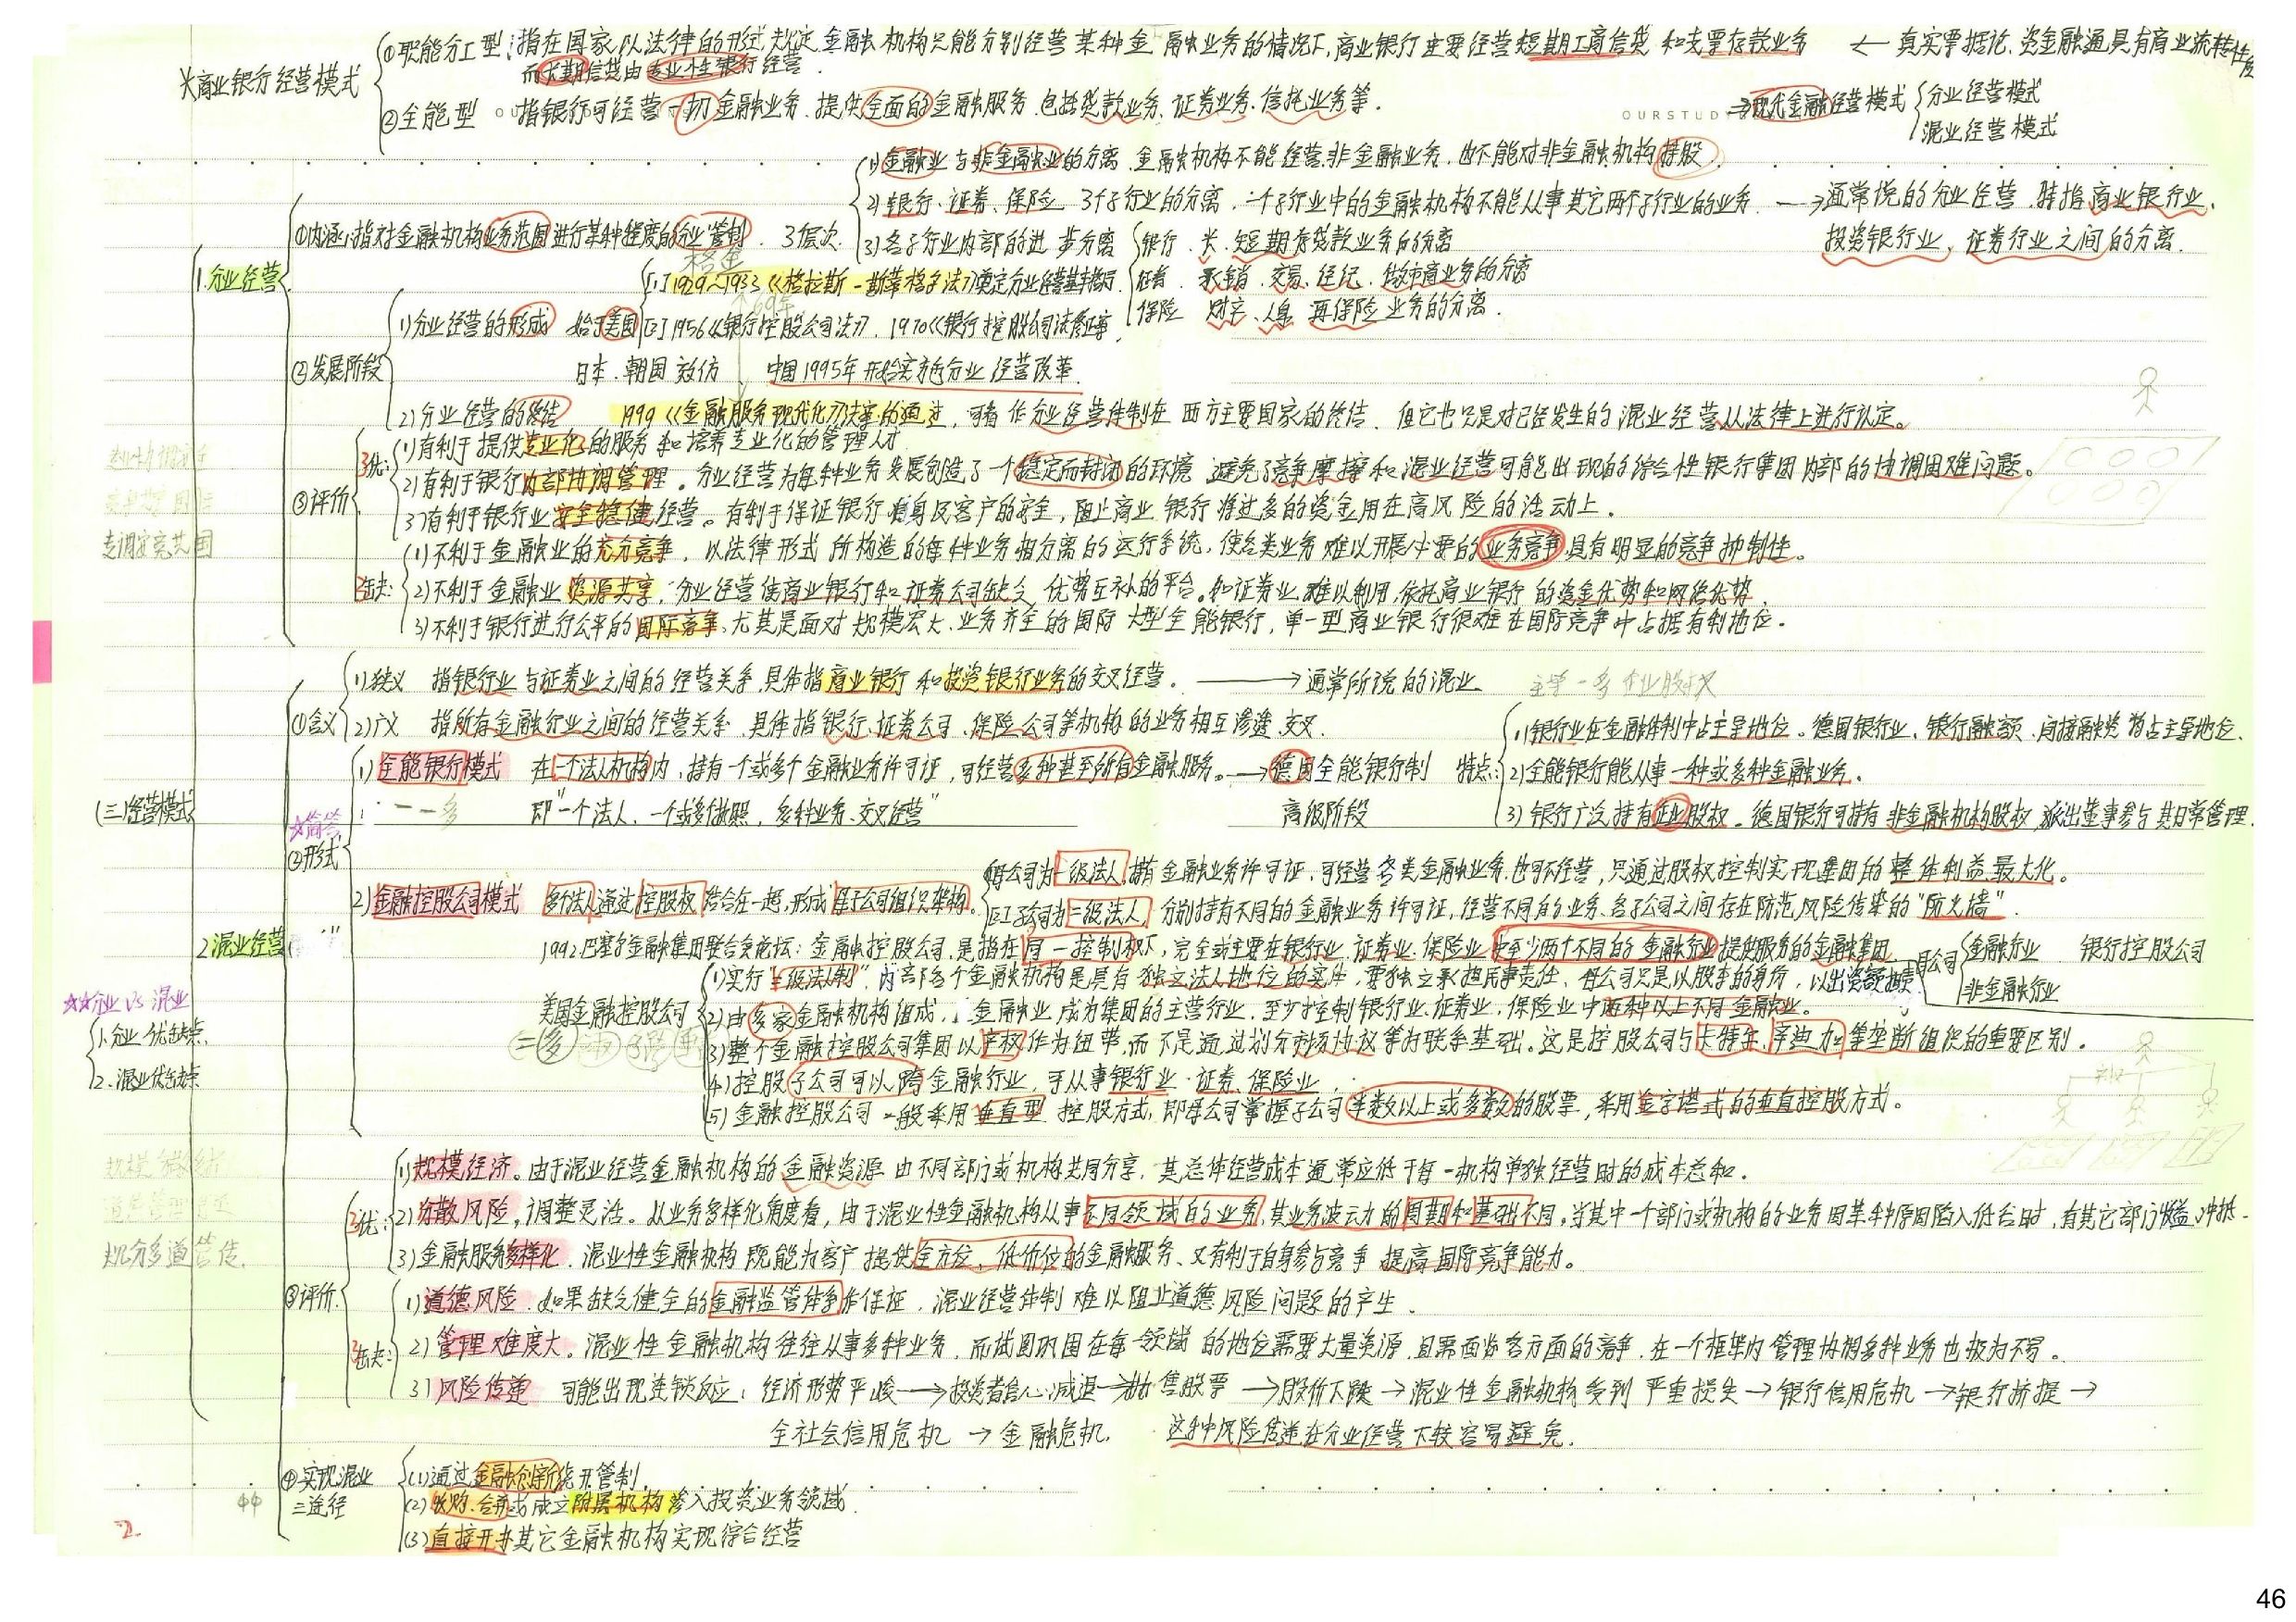 *商业银行经营模式
①职能分工型：指在国家以法律的形式规定金融机构只能分别经营某种金融业务的情况下,商业银行主要经营短期工商信贷和支票存款业务 ← 真实票据论、资金融通具有商业流转性质
而长期信贷由专业性银行经营.
②全能型 指银行可经营一切金融业务.提供全面的金融服务.包括贷款业务、证券业务、信托业务等.
OURSTUD
⇒现代金融经营模式
分业经营模式
混业经营模式
(三)经营模式
1.分业经营
①内涵:指对金融机构业务范围进行某种程度的分业管制. 3层次.
1)金融业与非金融业的分离.金融机构不能经营非金融业务,也不能对非金融机构持股.
2)银行、证券、保险 3个子行业的分离.一个子行业中的金融机构不能从事其它两个子行业的业务. → 通常说的分业经营.特指商业银行业、
投资银行业、证券行业之间的分离.
3)各子行业内部的进一步分离
银行 长、短期存贷款业务的分离
证券 承销、交易、经纪、做市商业务的分离
保险 财产、人身、再保险业务的分离.
②发展阶段
1)分业经营的形成 始于美国
[1]1929~1933《格拉斯-斯蒂格尔法》奠定分业经营基本格局.
69年
[2]1956《银行控股公司法》,1970《银行控股公司法修正案》
日本.韩国效仿 中国1995年开始实施分业经营改革.
2)分业经营的终结 1999《金融服务现代化》法案的通过,可看作分业经营体制在西方主要国家的终结.但它也只是对已经发生的混业经营从法律上进行认定。
③评价
3优:
1)有利于提供专业化的服务和培养专业化的管理人才
2)有利于银行内部协调管理。分业经营为每种业务发展创造了一个稳定而封闭的环境.避免了竞争摩擦和混业经营可能出现的综合性银行集团内部的协调困难问题。
3)有利于银行业安全稳健经营。有利于保证银行自身及客户的安全,阻止商业银行将过多的资金用在高风险的活动上.
专调安竞共国
3缺:
1)不利于金融业的充分竞争.以法律形式所构造的每种业务相分离的运行系统,使各类业务难以开展必要的业务竞争,具有明显的竞争抑制性。
2)不利于金融业资源共享,分业经营使商业银行和证券公司缺乏优势互补的平台。如证券业难以利用、依托商业银行的资金优势和网络优势.
3)不利于银行进行公平的国际竞争,尤其是面对规模宏大、业务齐全的国际大型全能银行,单一型商业银行很难在国际竞争中占据有利地位.
2.混业经营
①含义
1)狭义 指银行业与证券业之间的经营关系,具体指商业银行和投资银行业务的交叉经营. → 通常所说的混业 主导一多 企业股权
2)广义 指所有金融行业之间的经营关系.具体指银行、证券公司、保险公司等机构的业务相互渗透、交叉.
☆简答
②形式
1)全能银行模式 在一个法人机构内,持有一个或多个金融业务许可证,可经营多种甚至所有金融服务。→ 德国全能银行制
一一多 即"一个法人、一个或多个牌照,多种业务、交叉经营" 高级阶段
特点:
1)银行业在金融体制中占主导地位。德国银行业、银行融资额、间接融资均占主导地位.
2)全能银行能从事一种或多种金融业务.
3)银行广泛持有企业股权.德国银行可持有非金融机构股权,派出董事参与其日常管理.
2)金融控股公司模式 多个法人通过控股权结合在一起,形成母子公司组织架构.
[1]母公司为一级法人,拥有金融业务许可证,可经营各类金融业务,也可不经营,只通过股权控制实现集团的整体利益最大化。
[2]子公司为二级法人,分别持有不同的金融业务许可证,经营不同的业务.各子公司之间存在防范风险传染的"防火墙".
1992.巴塞尔金融集团联合论坛:金融控股公司,是指在同一控制权下,完全或主要在银行业、证券业、保险业中至少两个不同的金融行业提供服务的金融集团.
母公司
金融行业 银行控股公司
非金融行业
美国金融控股公司
1)实行"二级法人制",内部各个金融机构是具有独立法人地位的实体,要独立承担民事责任.母公司只是以股东的身份,以出资额担责.
2)由多家金融机构组成.金融业成为集团的主营行业,至少控制银行业、证券业,保险业中两种以上不同金融业。
3)整个金融控股公司集团以产权作为纽带,而不是通过划分市场协议等为联系基础.这是控股公司与卡特尔、辛迪加等垄断组织的重要区别.
4)控股子公司可以跨金融行业,可从事银行业、证券、保险业.
5)金融控股公司一般采用垂直型控股方式,即母公司掌握子公司半数以上或多数的股票,采用金字塔式的垂直控股方式.
☆☆分业 vs 混业
1.分业优缺点.
2.混业优缺点
③评价.
3优:
1)规模经济。由于混业经营金融机构的金融资源由不同部门或机构共同分享,其总体经营成本通常应低于每一机构单独经营时的成本总和.
2)分散风险,调整灵活。从业务多样化角度看,由于混业性金融机构从事不同领域的业务,其业务波动的周期和基础不同,当其中一个部门或机构的业务因某种原因陷入低谷时,有其它部门收益冲抵.
3)金融服务多样化.混业性金融机构既能为客户提供全方位、低价位的金融服务、又有利于自身参与竞争,提高国际竞争能力。
规分多道管传.
3缺:
1)道德风险.如果缺乏健全的金融监管体系作保证,混业经营体制难以阻止道德风险问题的产生.
2)管理难度大。混业性金融机构往往从事多种业务,而试图巩固在每一领域的地位需要大量资源,且需面临各方面的竞争.在一个框架内管理协调多种业务也极为不易.
3)风险传递 可能出现连锁反应:经济形势严峻→投资者信心减退→抛售股票→股价下跌→混业性金融机构受到严重损失→银行信用危机→银行挤提→
全社会信用危机→金融危机. 这种风险传递在分业经营下较容易避免.
④实现混业
三途径
(1)通过金融创新绕开管制.
(2)收购、合并或成立附属机构渗入投资业务领域.
(3)直接开办其它金融机构实现综合经营
2
46